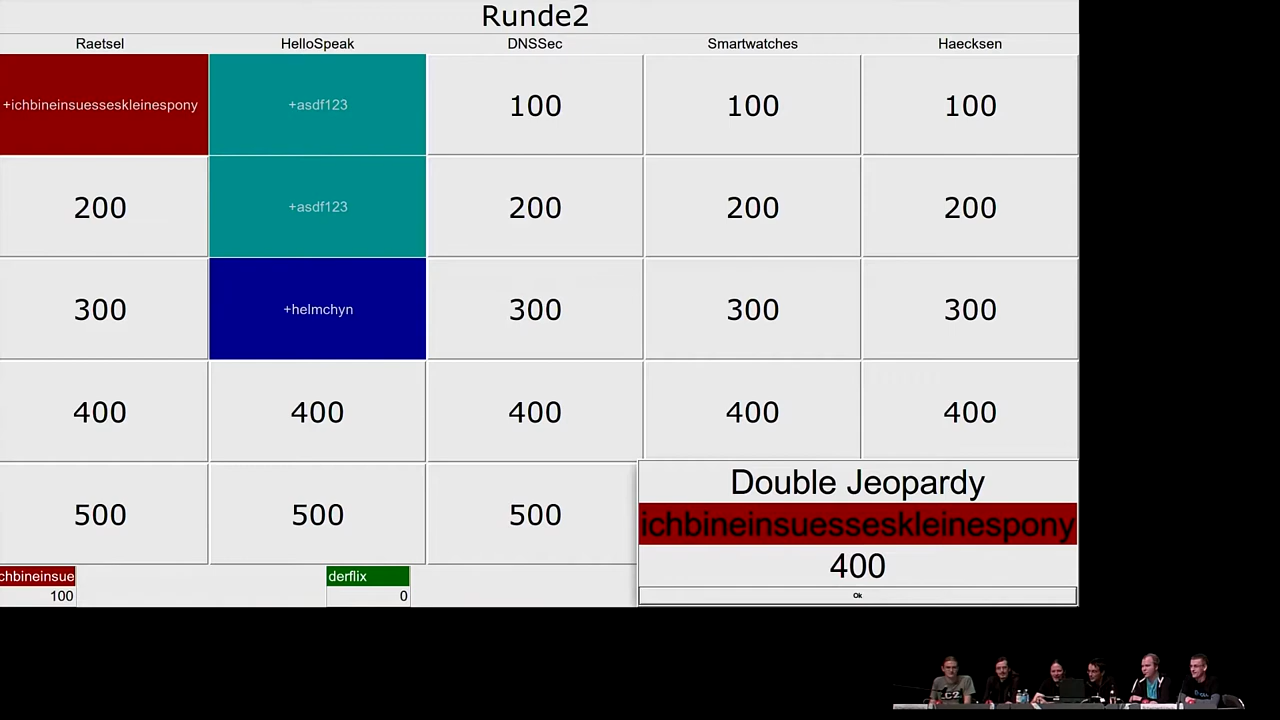 Runde2
Raetsel HelloSpeak DNSSec Smartwatches Haecksen
+ichbineinsuesseskleinespony +asdf123 100 100 100
200 +asdf123 200 200 200
300 +helmchyn 300 300 300
400 400 400 400 400
500 500 500
Double Jeopardy
ichbineinsuesseskleinespony
400
Ok
chbineinsue derflix
100 0